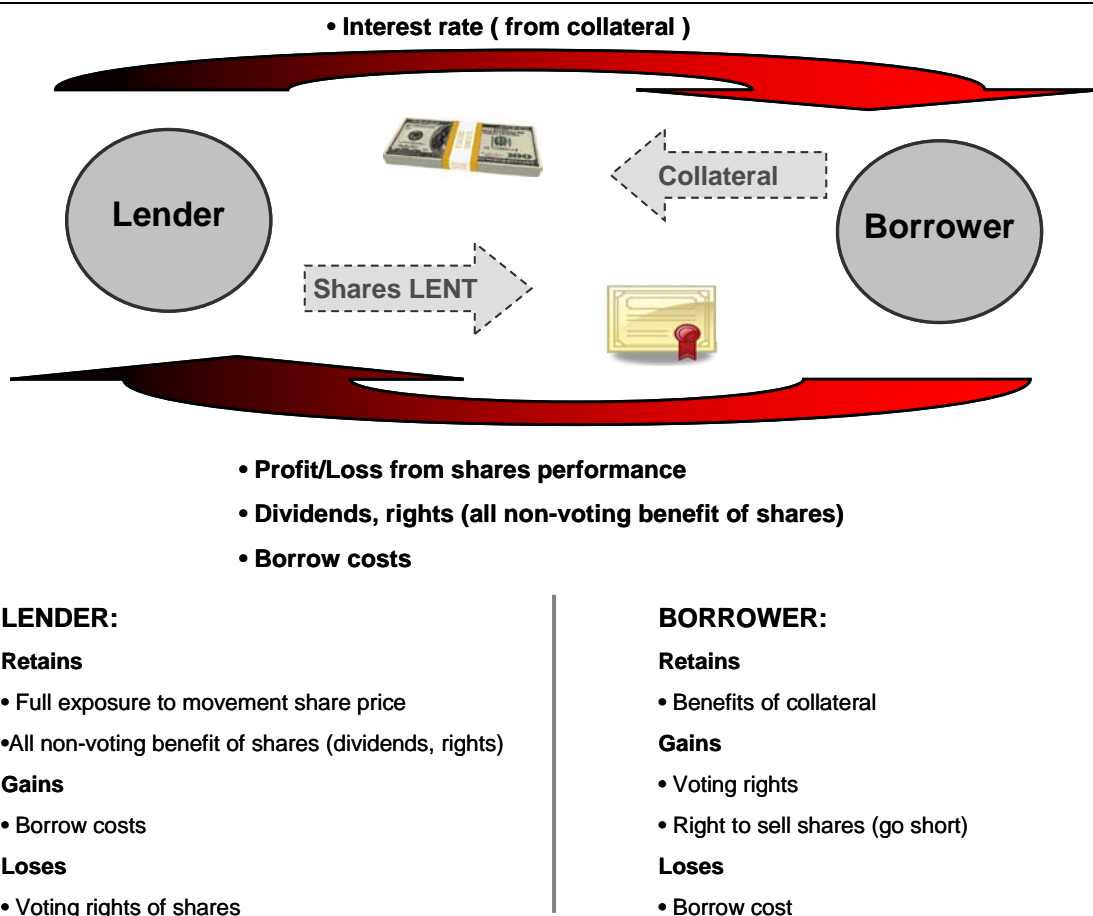 • Interest rate ( from collateral )
Collateral
Lender
Borrower
Shares LENT
• Profit/Loss from shares performance
• Dividends, rights (all non-voting benefit of shares)
• Borrow costs
LENDER:
Retains
• Full exposure to movement share price
•All non-voting benefit of shares (dividends, rights)
Gains
• Borrow costs
Loses
• Voting rights of shares
BORROWER:
Retains
• Benefits of collateral
Gains
• Voting rights
• Right to sell shares (go short)
Loses
• Borrow cost